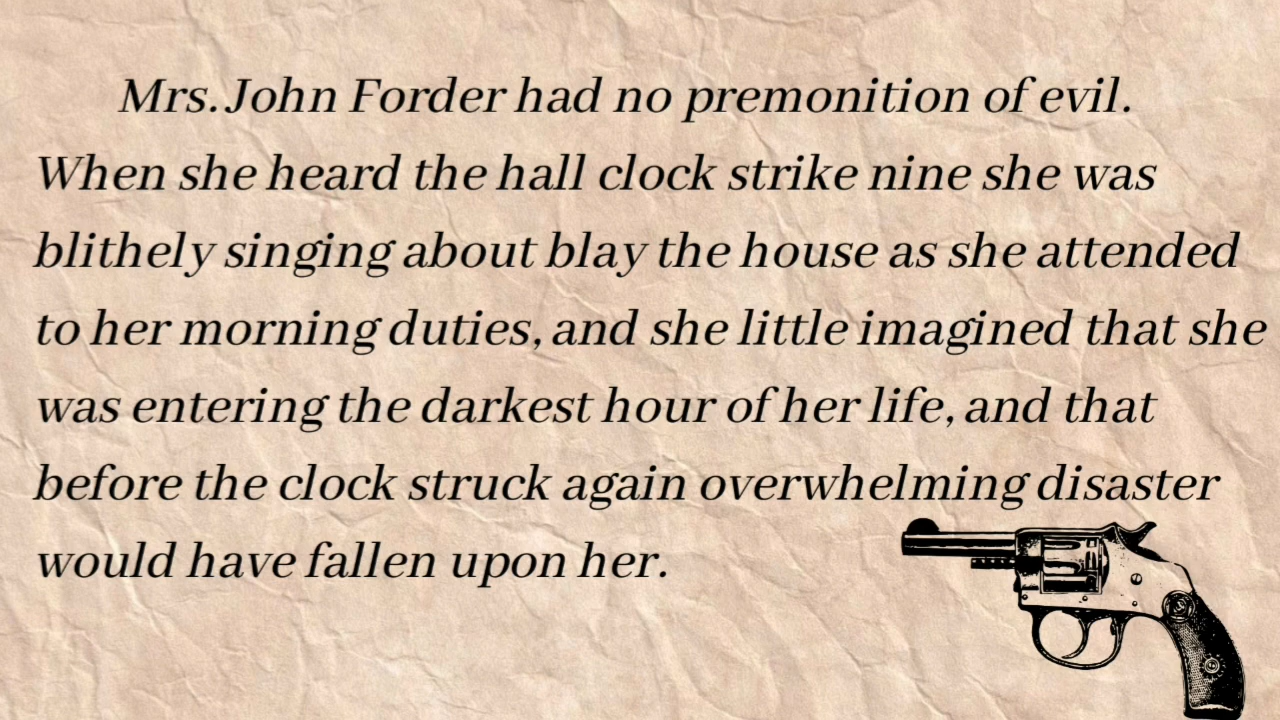 Mrs. John Forder had no premonition of evil.
When she heard the hall clock strike nine she was
blithely singing about blay the house as she attended
to her morning duties, and she little imagined that she
was entering the darkest hour of her life, and that
before the clock struck again overwhelming disaster
would have fallen upon her.